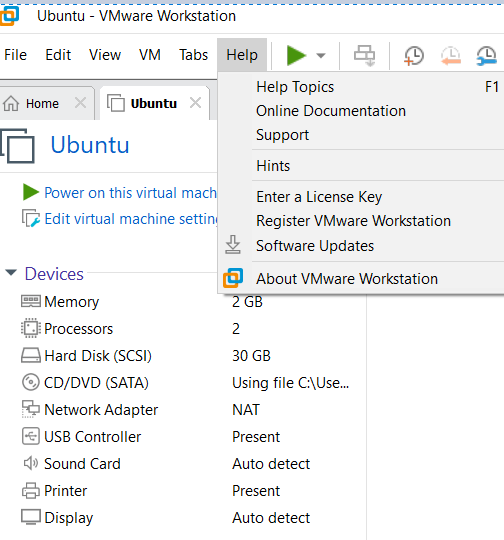 Ubuntu - VMware Workstation
File Edit View VM Tabs Help
Home Ubuntu
Ubuntu
Help Topics F1
Online Documentation
Support
Hints
Enter a License Key
Register VMware Workstation
Software Updates
About VMware Workstation
Power on this virtual mach
Edit virtual machine settin
Devices
Memory 2 GB
Processors 2
Hard Disk (SCSI) 30 GB
CD/DVD (SATA) Using file C:\Use...
Network Adapter NAT
USB Controller Present
Sound Card Auto detect
Printer Present
Display Auto detect